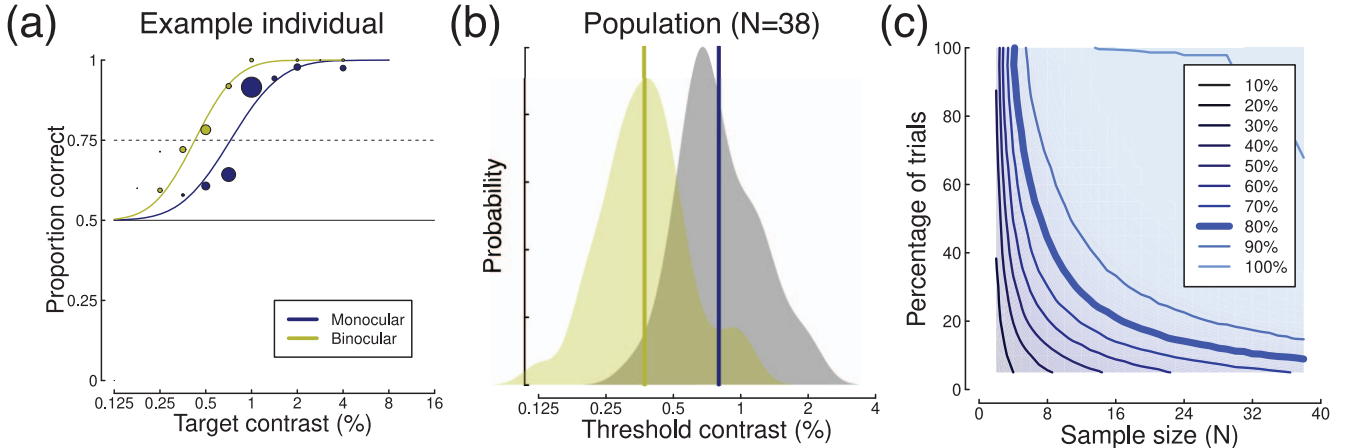 (a)
Example individual
Proportion correct
1
0.75
0.5
0.25
0
Monocular
Binocular
0.125 0.25 0.5 1 2 4 8 16
Target contrast (%)
(b)
Population (N=38)
Probability
0.125 0.25 0.5 1 2 4
Threshold contrast (%)
(c)
Percentage of trials
100
80
60
40
20
0
10%
20%
30%
40%
50%
60%
70%
80%
90%
100%
0 8 16 24 32 40
Sample size (N)